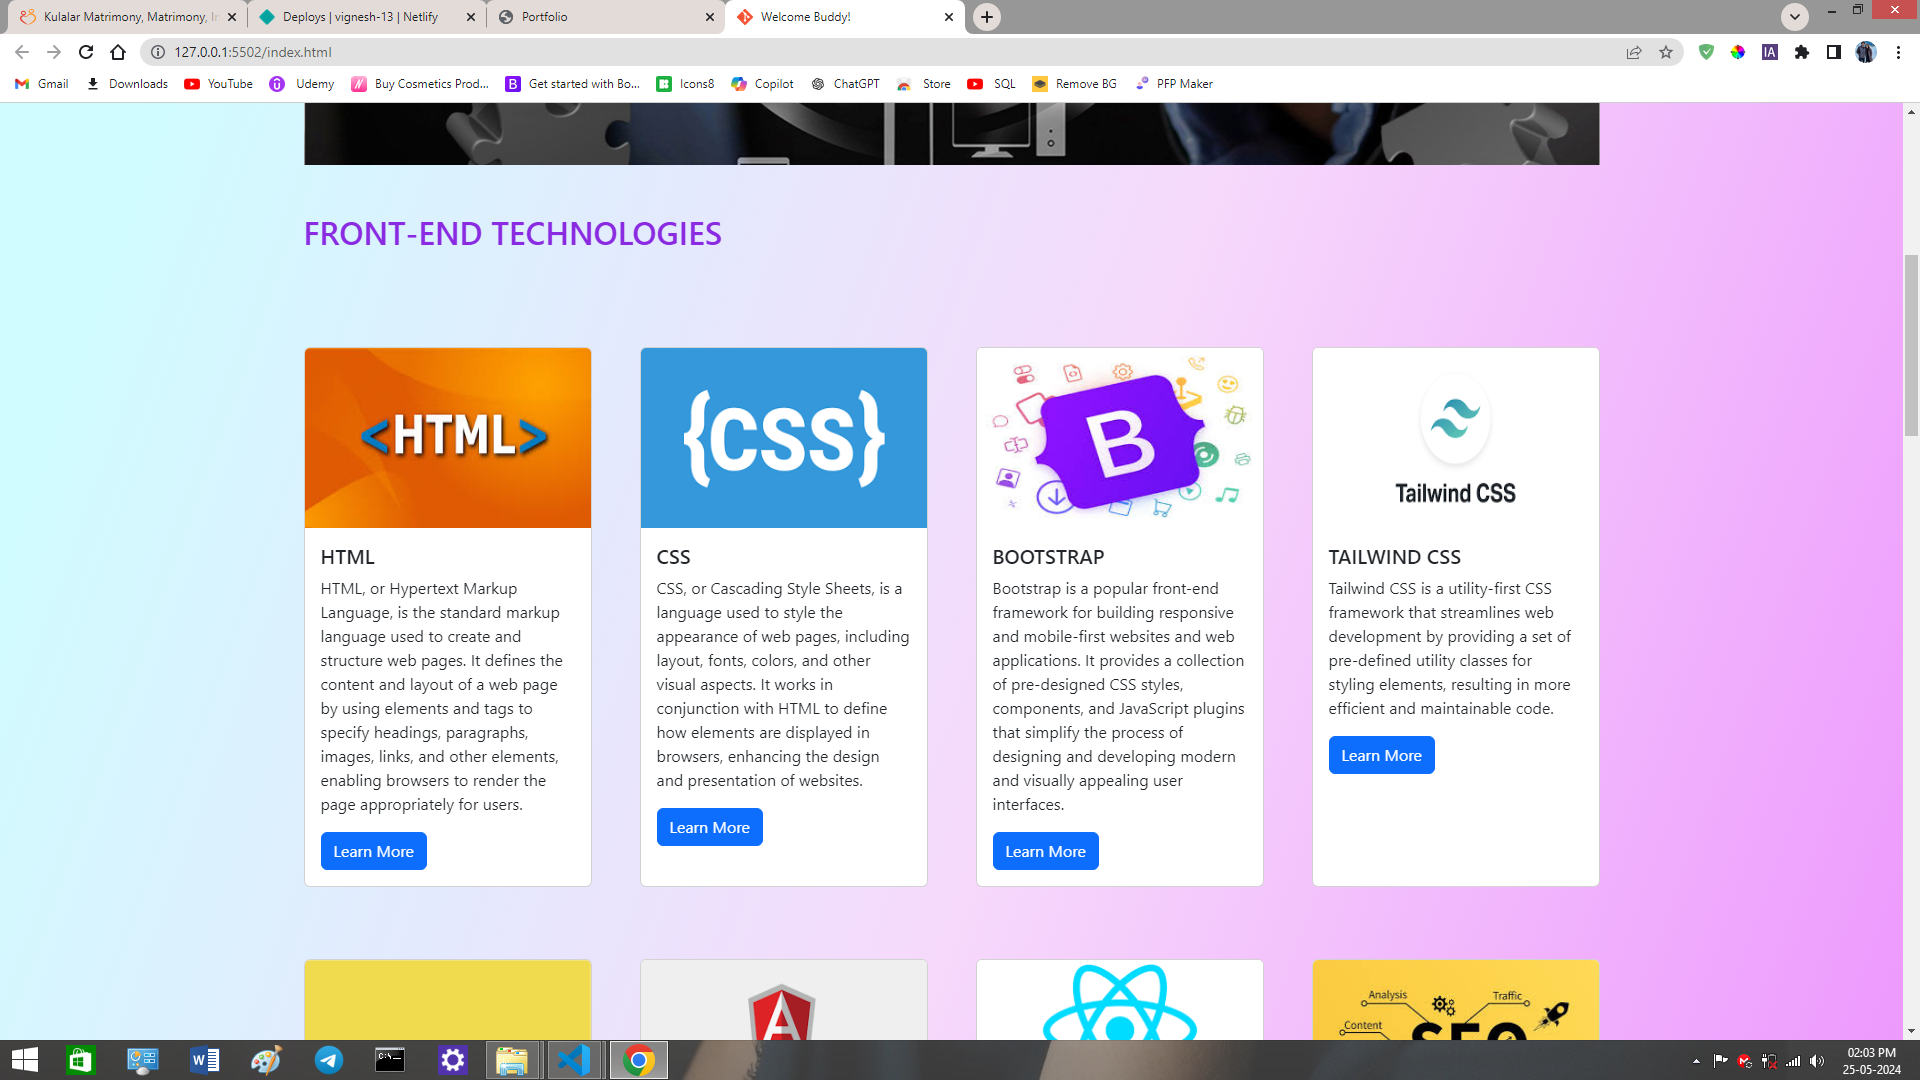 Kulalar Matrimony, Matrimony, In
Deploys | vignesh-13 | Netlify
Portfolio
Welcome Buddy!
127.0.0.1:5502/index.html
IA
Gmail
Downloads
YouTube
Udemy
Buy Cosmetics Prod...
Get started with Bo...
Icons8
Copilot
ChatGPT
Store
SQL
Remove BG
PFP Maker
FRONT-END TECHNOLOGIES
<HTML>
HTML
HTML, or Hypertext Markup
Language, is the standard markup
language used to create and
structure web pages. It defines the
content and layout of a web page
by using elements and tags to
specify headings, paragraphs,
images, links, and other elements,
enabling browsers to render the
page appropriately for users.
Learn More
{CSS}
CSS
CSS, or Cascading Style Sheets, is a
language used to style the
appearance of web pages, including
layout, fonts, colors, and other
visual aspects. It works in
conjunction with HTML to define
how elements are displayed in
browsers, enhancing the design
and presentation of websites.
Learn More
B
BOOTSTRAP
Bootstrap is a popular front-end
framework for building responsive
and mobile-first websites and web
applications. It provides a collection
of pre-designed CSS styles,
components, and JavaScript plugins
that simplify the process of
designing and developing modern
and visually appealing user
interfaces.
Learn More
Tailwind CSS
TAILWIND CSS
Tailwind CSS is a utility-first CSS
framework that streamlines web
development by providing a set of
pre-defined utility classes for
styling elements, resulting in more
efficient and maintainable code.
Learn More
A
Analysis
Traffic
Content
SEO
02:03 PM
25-05-2024